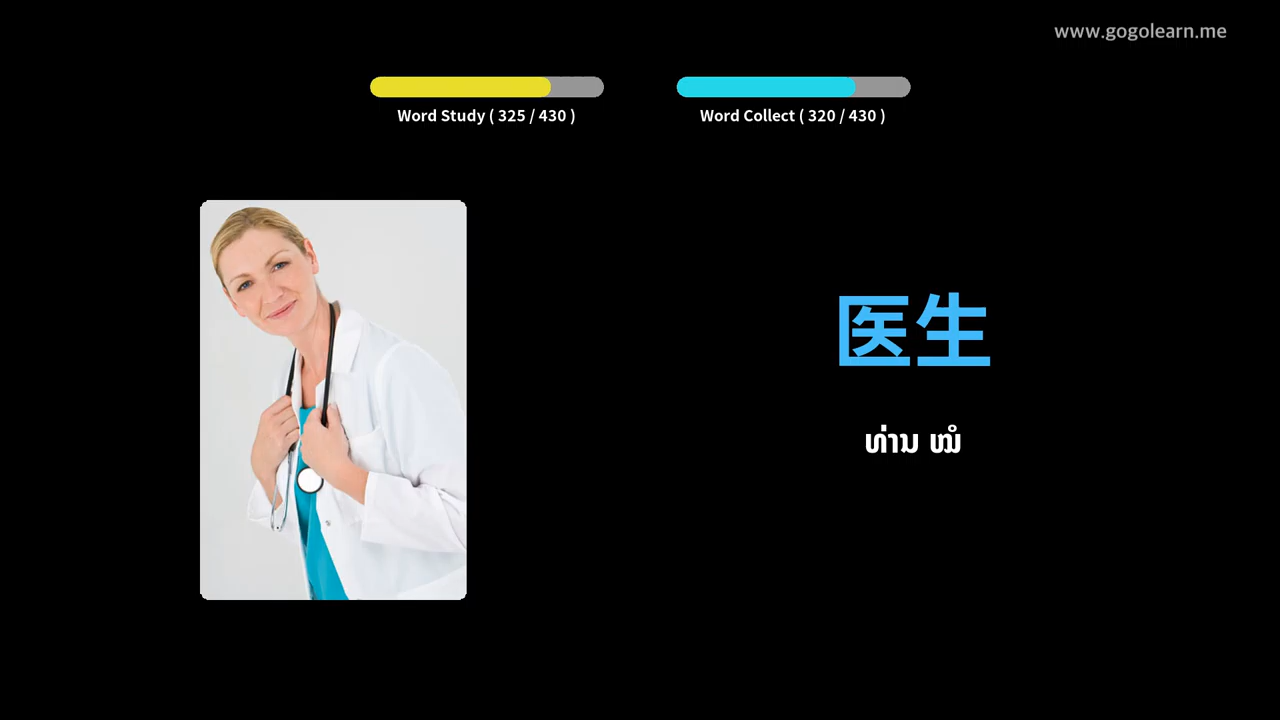 www.gogolearn.me
Word Study ( 325 / 430 )
Word Collect ( 320 / 430 )
医生
ທ່ານ ໝໍ